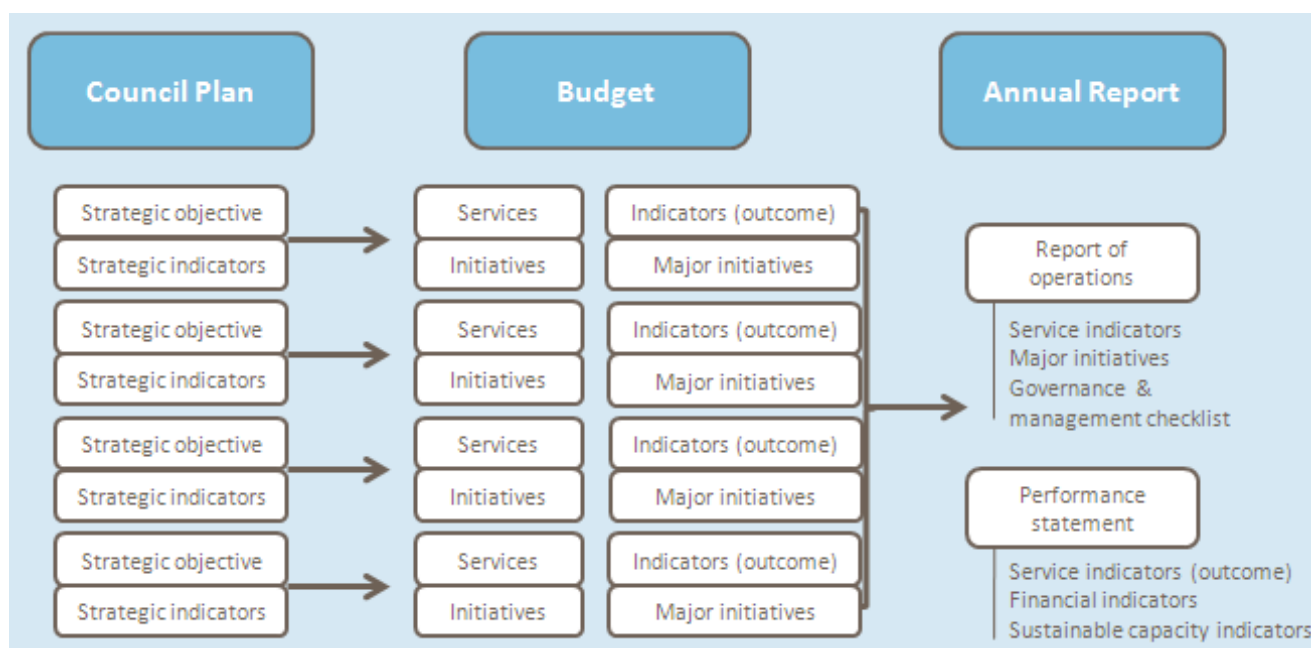 Council Plan
Budget
Annual Report
Strategic objective
Strategic indicators
Services
Initiatives
Indicators (outcome)
Major initiatives
Strategic objective
Strategic indicators
Services
Initiatives
Indicators (outcome)
Major initiatives
Strategic objective
Strategic indicators
Services
Initiatives
Indicators (outcome)
Major initiatives
Strategic objective
Strategic indicators
Services
Initiatives
Indicators (outcome)
Major initiatives
Report of
operations
Service indicators
Major initiatives
Governance &
management checklist
Performance
statement
Service indicators (outcome)
Financial indicators
Sustainable capacity indicators